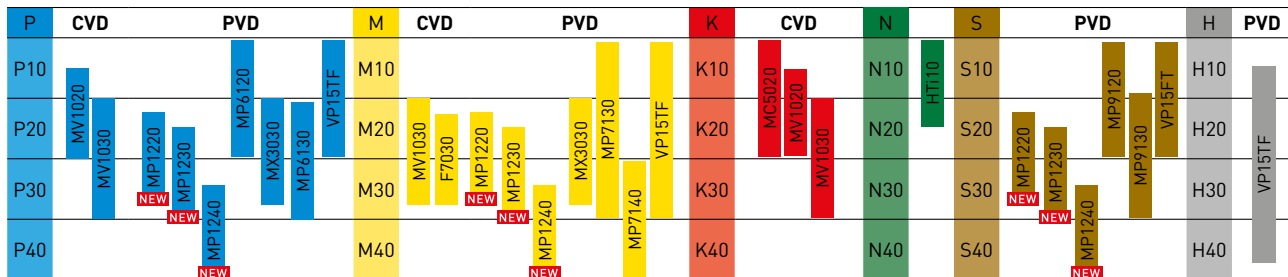 P CVD PVD M CVD PVD K CVD N S PVD H PVD
P10 M10 K10 N10 S10 H10
P20 M20 K20 N20 S20 H20
P30 M30 K30 N30 S30 H30
P40 M40 K40 N40 S40 H40
MV1020
MV1030
MP1220
NEW
MP1230
NEW
MP1240
NEW
MP6120
MX3030
MP6130
VP15TF
MV1030
F7030
MP1220
NEW
MP1230
NEW
MP1240
NEW
MX3030
MP7130
MP7140
VP15TF
MC5020
MV1020
MV1030
HTi10
MP1220
NEW
MP1230
NEW
MP1240
NEW
MP9120
MP9130
VP15FT
VP15TF